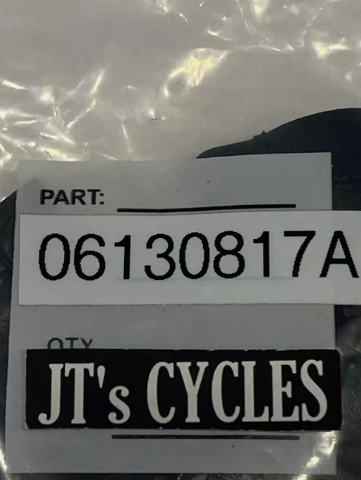 PART:
06130817A
QTY
JT's CYCLES